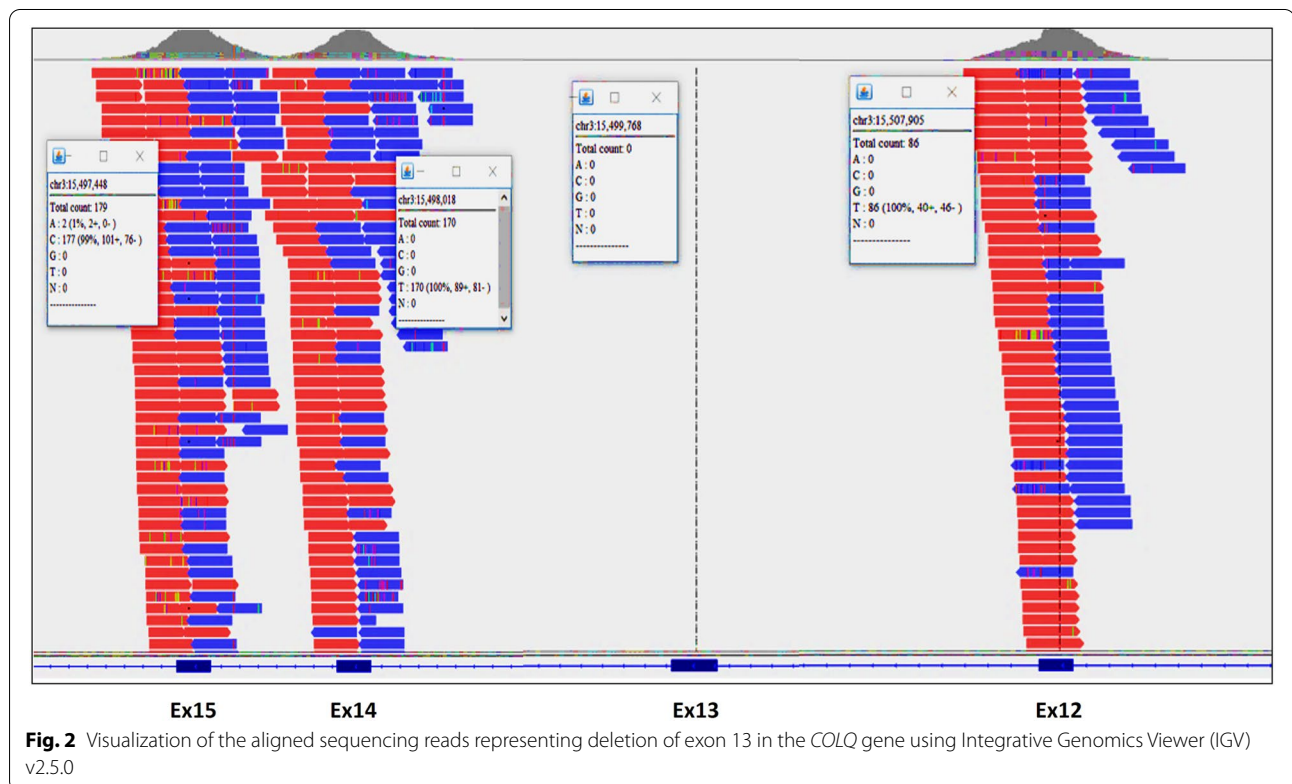 chr3:15,497,448
Total count: 179
A : 2 (1%, 2+, 0- )
C : 177 (99%, 101+, 76- )
G : 0
T : 0
N : 0
---------------
chr3:15,498,018
Total count: 170
A : 0
C : 0
G : 0
T : 170 (100%, 89+, 81- )
N : 0
---------------
chr3:15,499,768
Total count: 0
A : 0
C : 0
G : 0
T : 0
N : 0
---------------
chr3:15,507,905
Total count: 86
A : 0
C : 0
G : 0
T : 86 (100%, 40+, 46- )
N : 0
---------------
Ex15 Ex14 Ex13 Ex12
Fig. 2 Visualization of the aligned sequencing reads representing deletion of exon 13 in the COLQ gene using Integrative Genomics Viewer (IGV)
v2.5.0